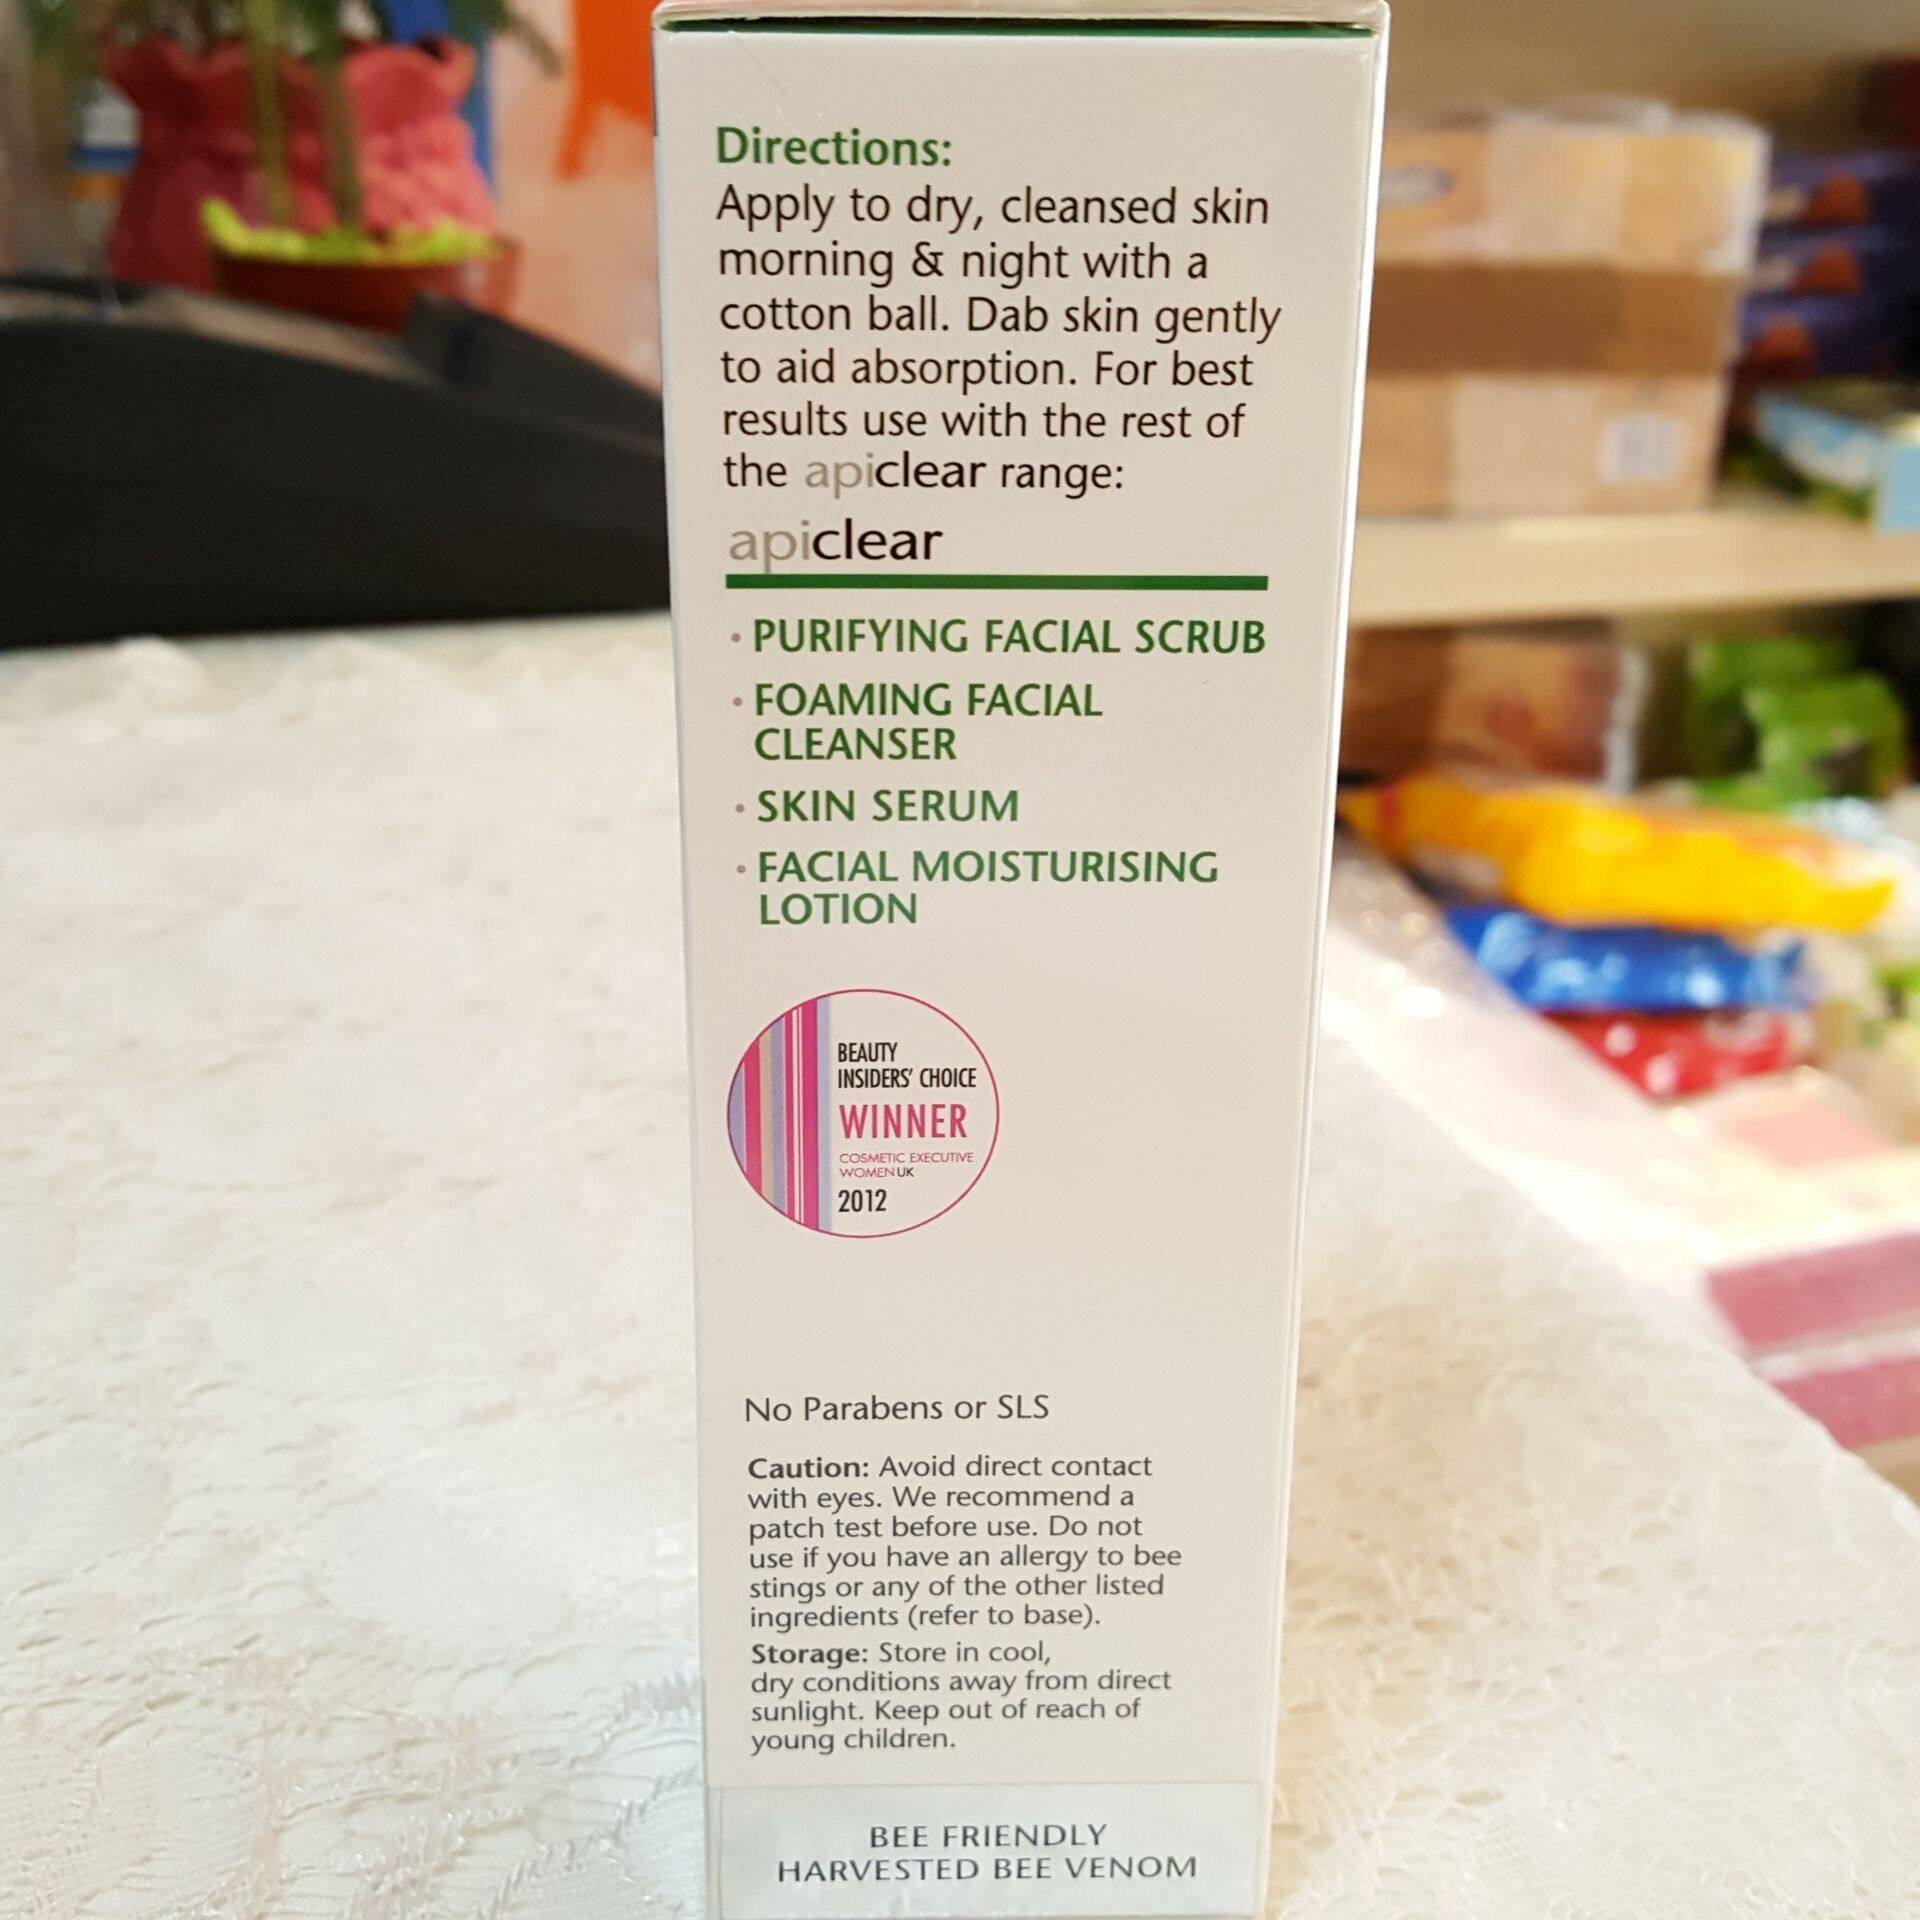 Directions:
Apply to dry, cleansed skin
morning & night with a
cotton ball. Dab skin gently
to aid absorption. For best
results use with the rest of
the apiclear range:
apiclear
• PURIFYING FACIAL SCRUB
• FOAMING FACIAL
CLEANSER
• SKIN SERUM
• FACIAL MOISTURISING
LOTION
BEAUTY
INSIDERS' CHOICE
WINNER
COSMETIC EXECUTIVE
WOMEN UK
2012
No Parabens or SLS
Caution: Avoid direct contact
with eyes. We recommend a
patch test before use. Do not
use if you have an allergy to bee
stings or any of the other listed
ingredients (refer to base).
Storage: Store in cool,
dry conditions away from direct
sunlight. Keep out of reach of
young children.
BEE FRIENDLY
HARVESTED BEE VENOM